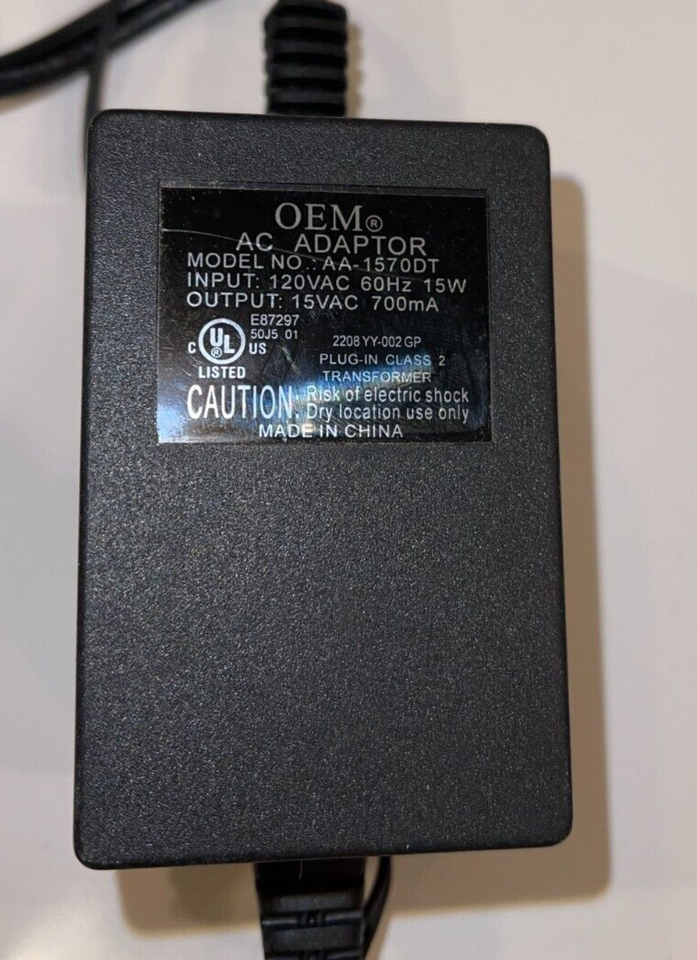 OEM®
AC ADAPTOR
MODEL NO.: AA-1570DT
INPUT: 120VAC 60Hz 15W
OUTPUT: 15VAC 700mA
E87297
50J5 01
C UL® US
LISTED
2208 YY-002 GP
PLUG-IN CLASS 2
TRANSFORMER
CAUTION: Risk of electric shock
Dry location use only
MADE IN CHINA